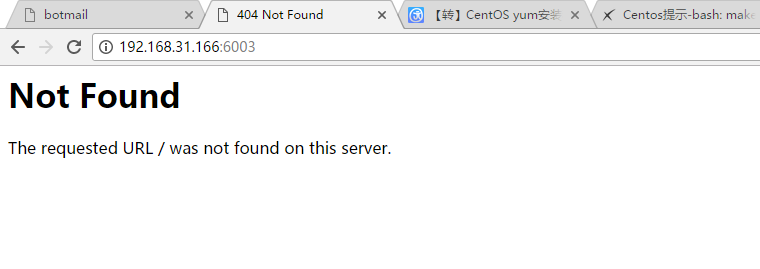 botmail
404 Not Found
【转】CentOS yum安装
Centos提示-bash: make
192.168.31.166:6003
Not Found
The requested URL / was not found on this server.